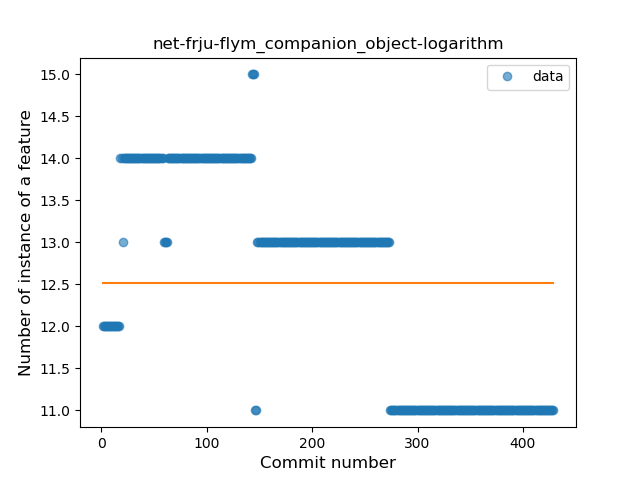 net-frju-flym_companion_object-logarithm
data
Number of instance of a feature
15.0
14.5
14.0
13.5
13.0
12.5
12.0
11.5
11.0
0 100 200 300 400
Commit number